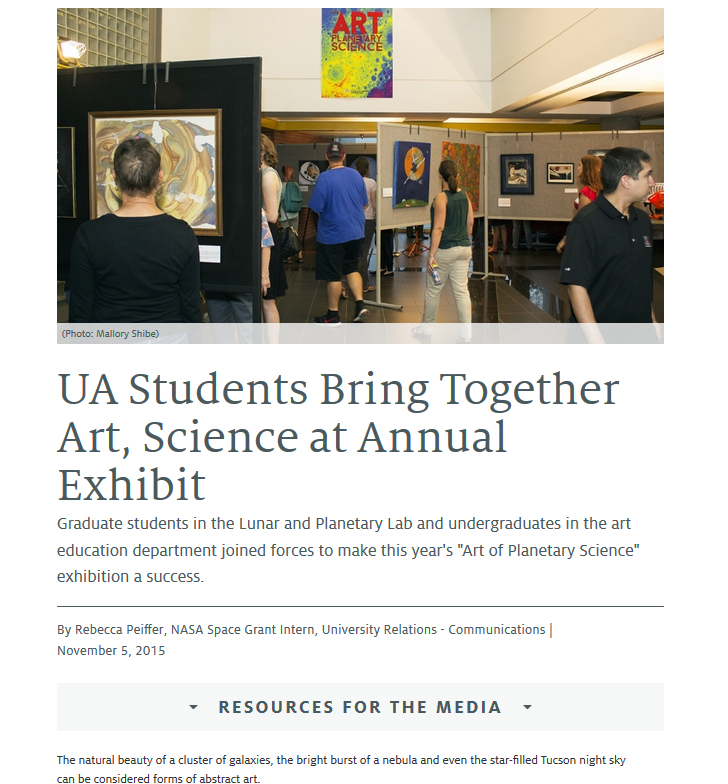 ART
PLANETARY
SCIENCE
(Photo: Mallory Shibe)
UA Students Bring Together
Art, Science at Annual
Exhibit
Graduate students in the Lunar and Planetary Lab and undergraduates in the art
education department joined forces to make this year's "Art of Planetary Science"
exhibition a success.
By Rebecca Peiffer, NASA Space Grant Intern, University Relations - Communications |
November 5, 2015
RESOURCES FOR THE MEDIA
The natural beauty of a cluster of galaxies, the bright burst of a nebula and even the star-filled Tucson night sky
can be considered forms of abstract art.